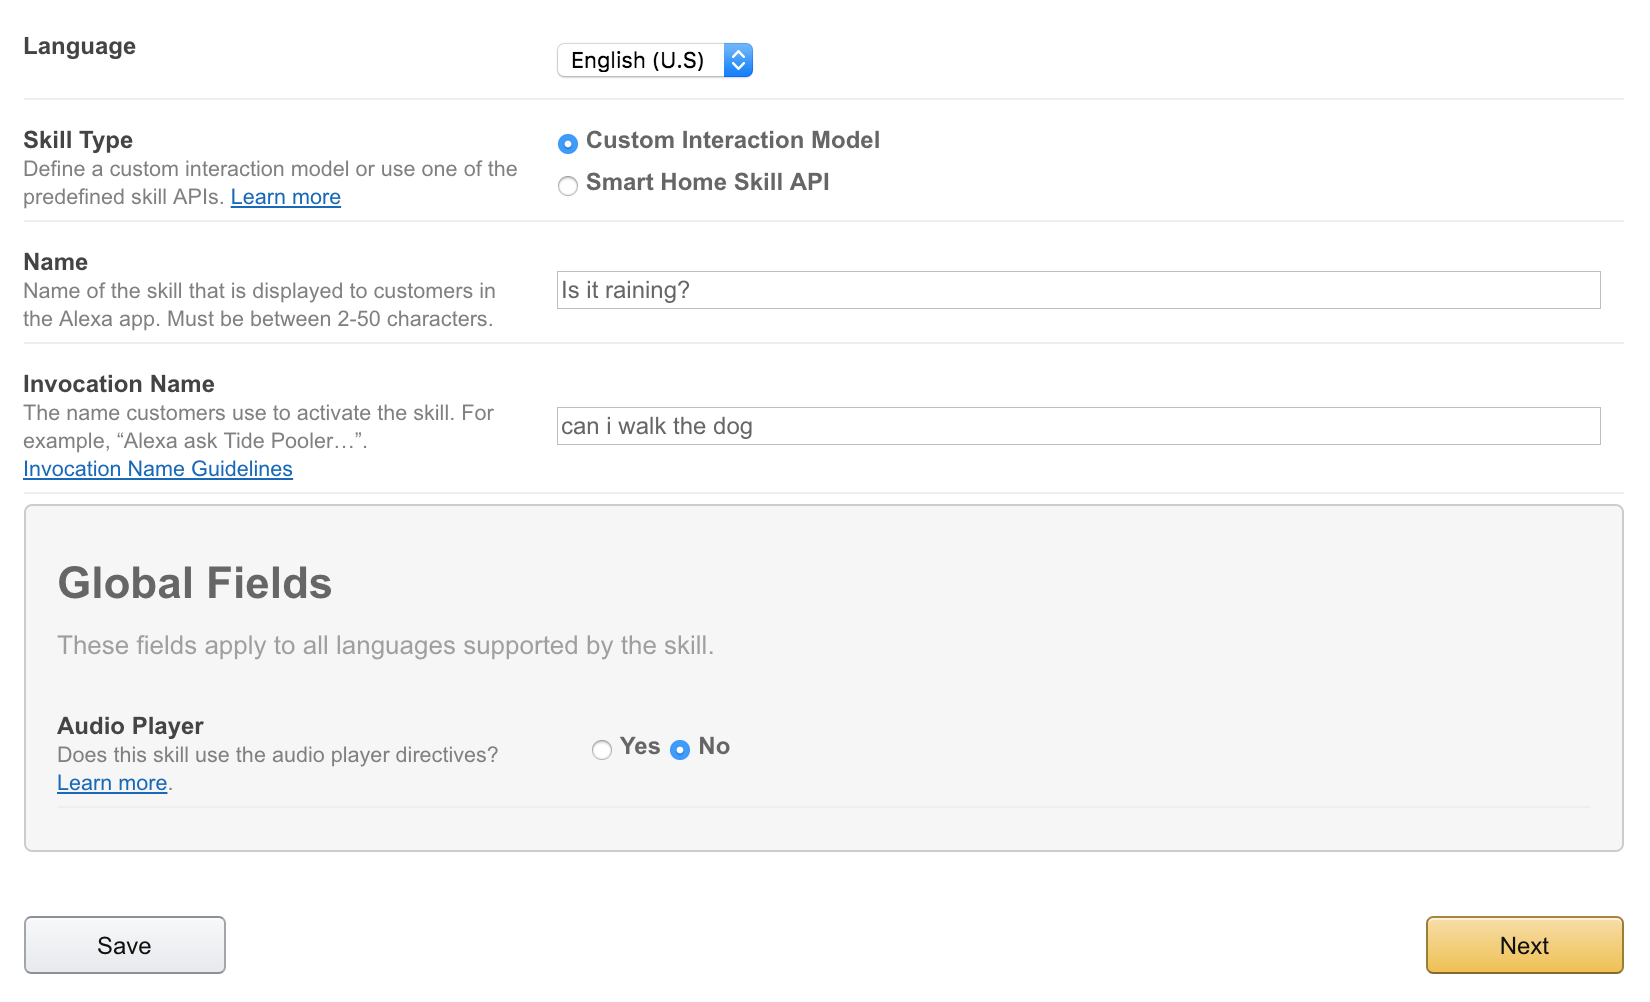 Language
English (U.S)
Skill Type
Define a custom interaction model or use one of the
predefined skill APIs. Learn more
Custom Interaction Model
Smart Home Skill API
Name
Name of the skill that is displayed to customers in
the Alexa app. Must be between 2-50 characters.
Is it raining?
Invocation Name
The name customers use to activate the skill. For
example, “Alexa ask Tide Pooler…”.
Invocation Name Guidelines
can i walk the dog
Global Fields
These fields apply to all languages supported by the skill.
Audio Player
Does this skill use the audio player directives?
Learn more.
Yes No
Save
Next